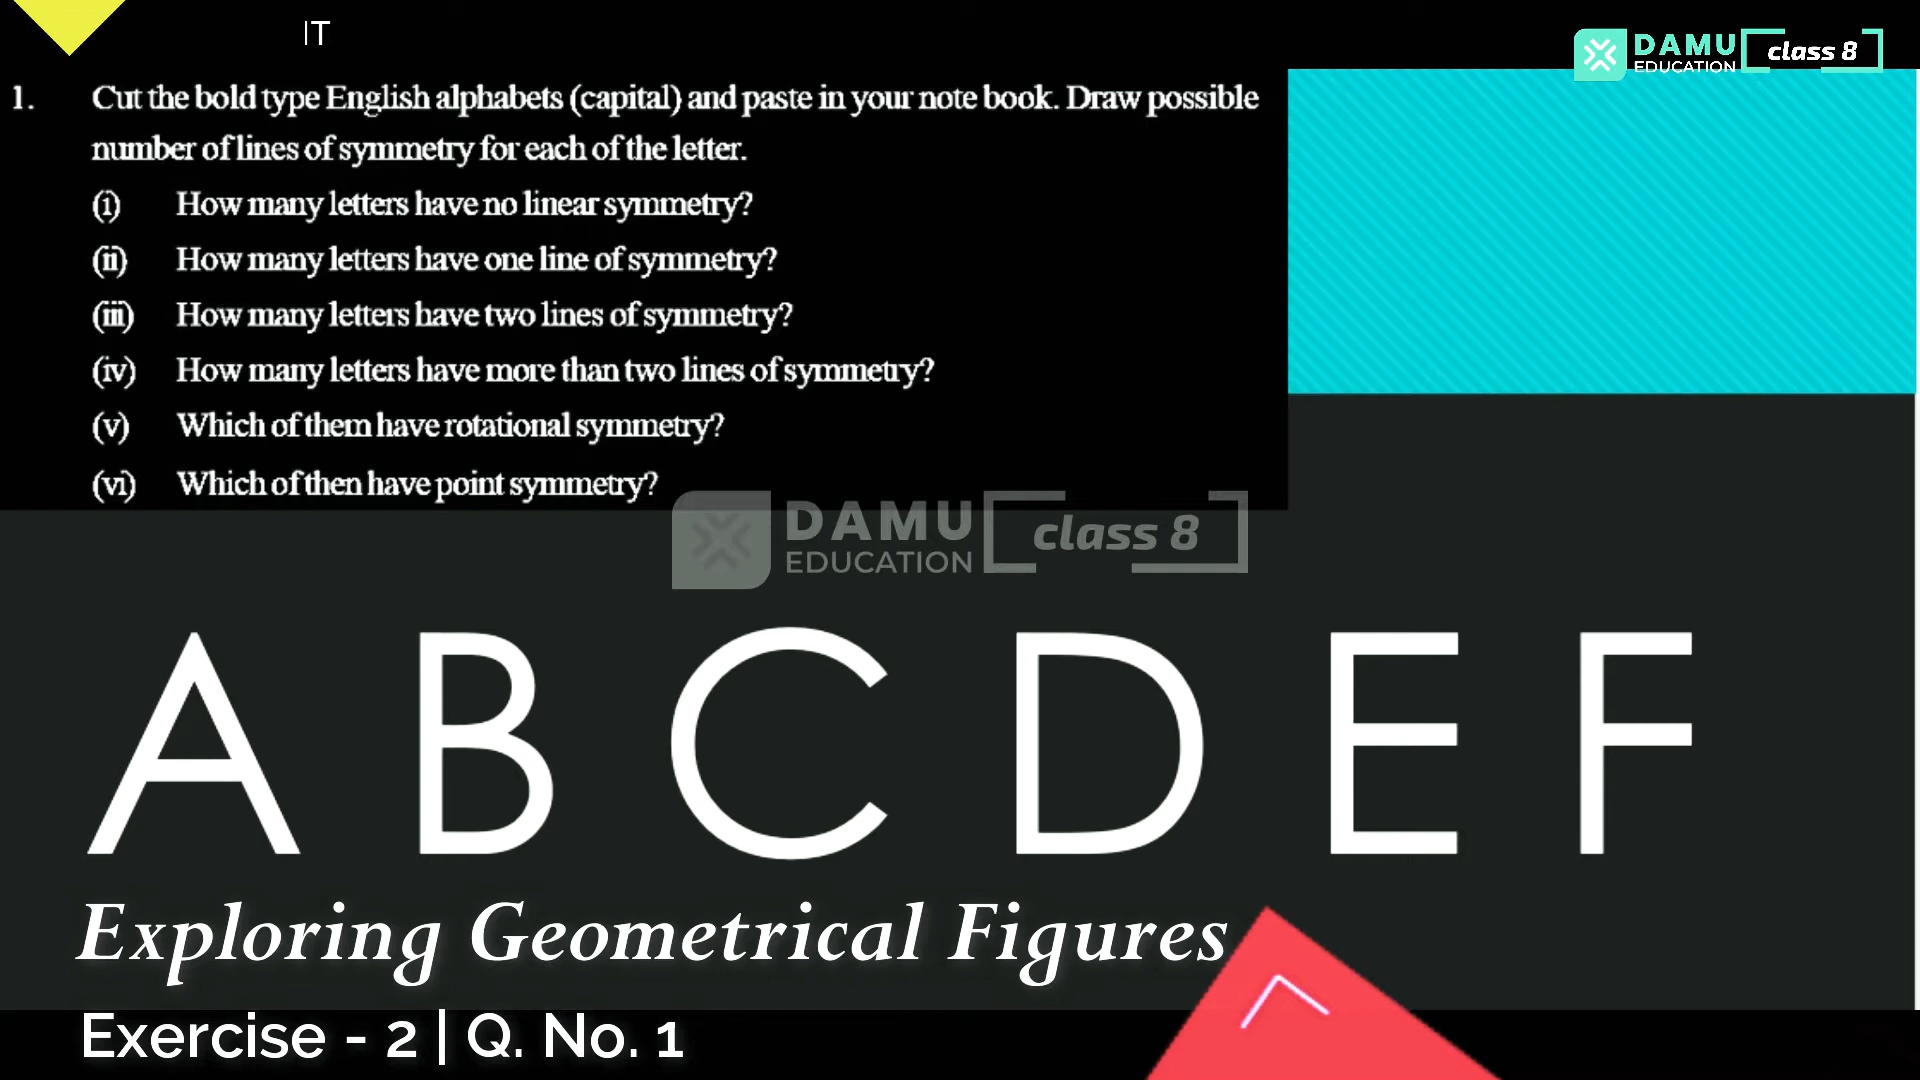 IT
DAMU
EDUCATION
class 8
1. Cut the bold type English alphabets (capital) and paste in your note book. Draw possible
number of lines of symmetry for each of the letter.
(i) How many letters have no linear symmetry?
(ii) How many letters have one line of symmetry?
(iii) How many letters have two lines of symmetry?
(iv) How many letters have more than two lines of symmetry?
(v) Which of them have rotational symmetry?
(vi) Which of then have point symmetry?
DAMU
EDUCATION
class 8
A B C D E F
Exploring Geometrical Figures
Exercise - 2 | Q. No. 1